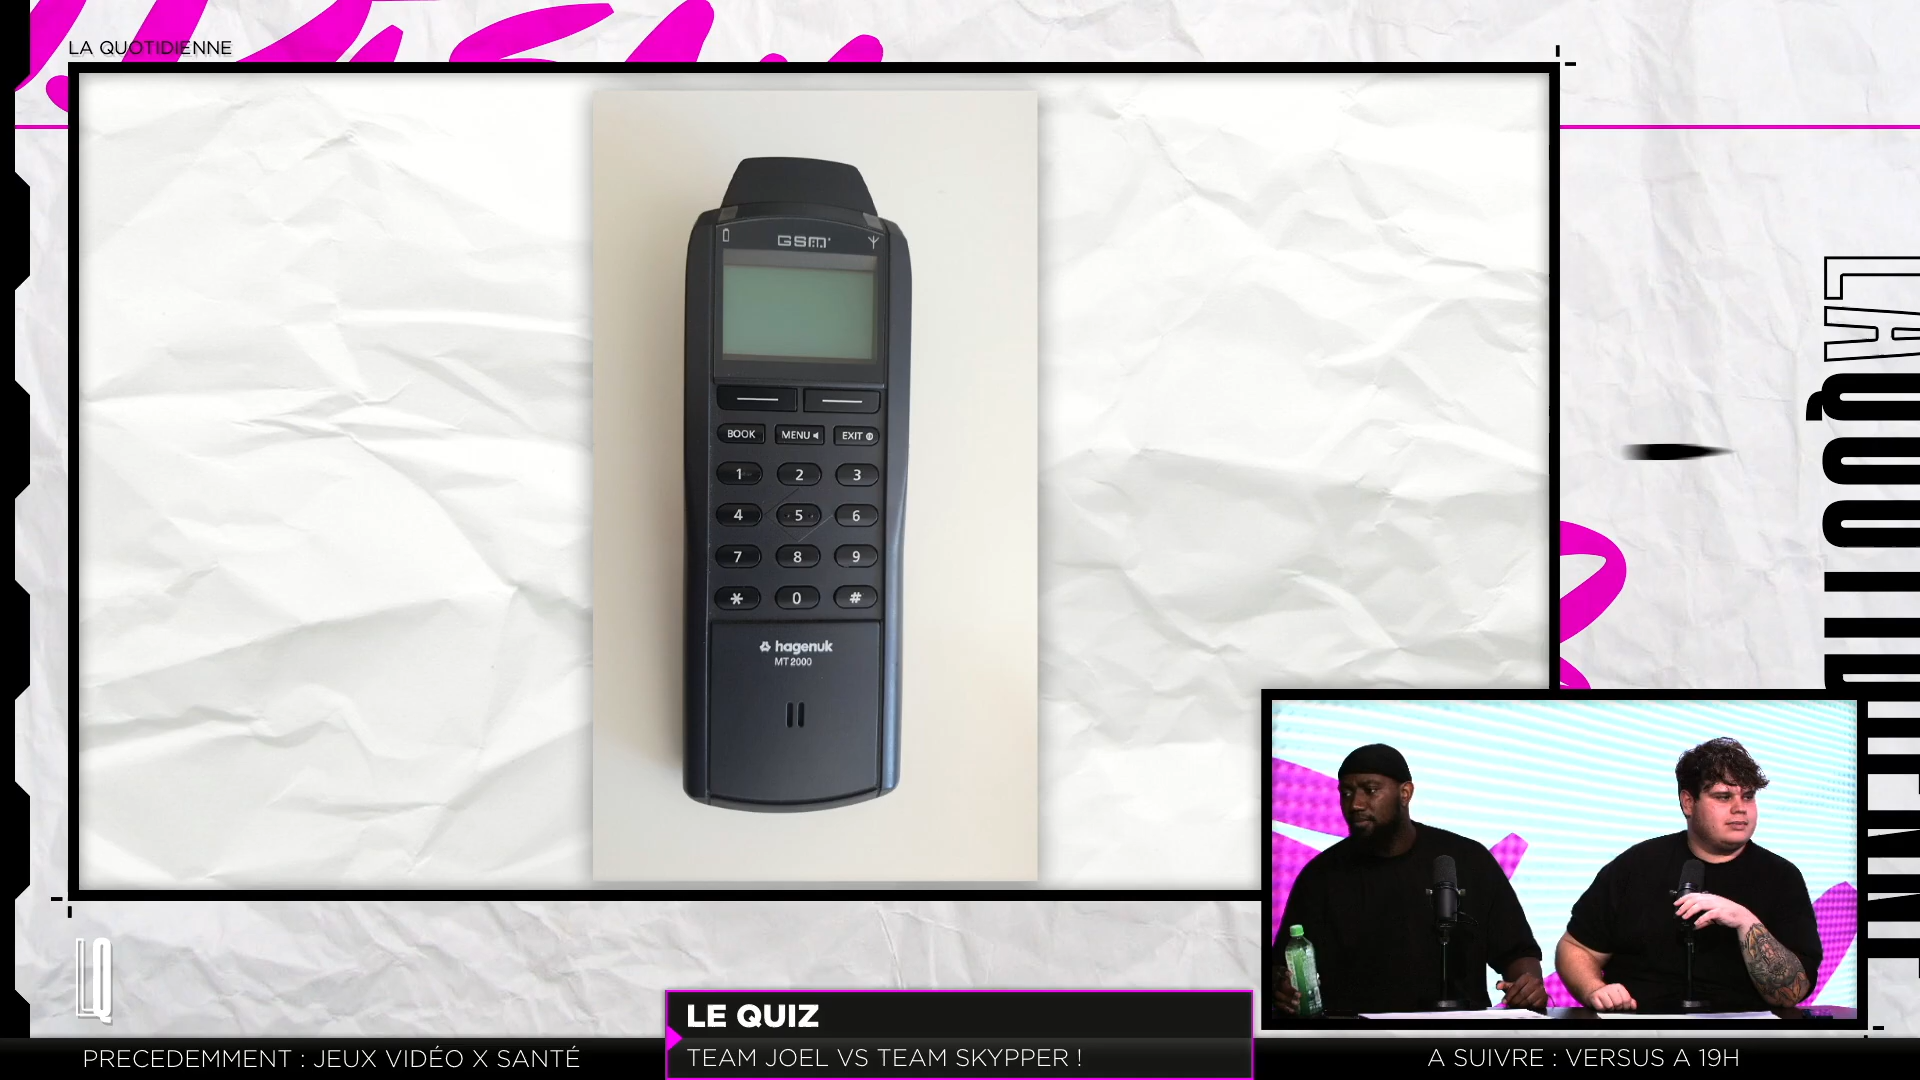 LA QUOTIDIENNE
GSM
BOOK
MENU
EXIT
1
2
3
4
5
6
7
8
9
*
0
#
hagenuk
MT 2000
LA QUOTIDIENNE
LQ
LE QUIZ
TEAM JOEL VS TEAM SKYPPER !
PRECEDEMMENT : JEUX VIDÉO X SANTÉ
A SUIVRE : VERSUS A 19H